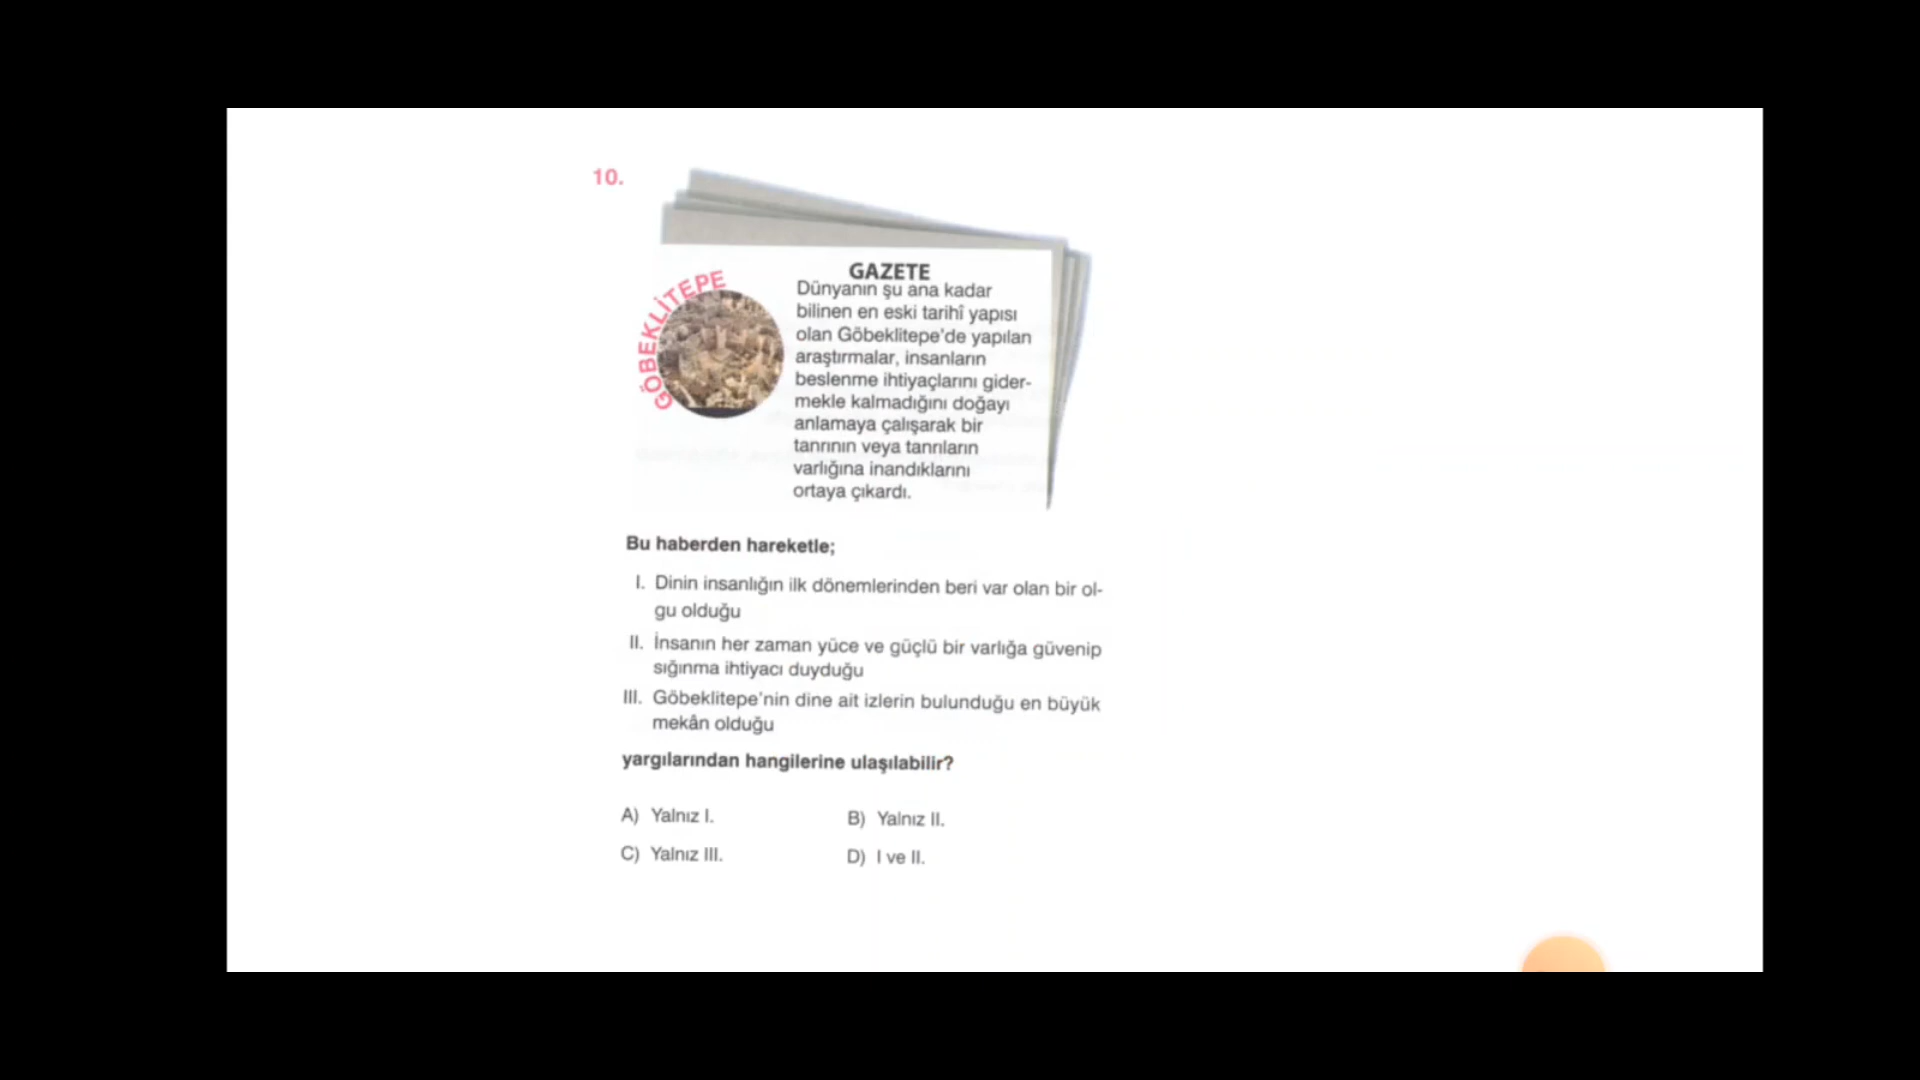 10.
GÖBEKLİTEPE
GAZETE
Dünyanın şu ana kadar
bilinen en eski tarihî yapısı
olan Göbeklitepe'de yapılan
araştırmalar, insanların
beslenme ihtiyaçlarını gider-
mekle kalmadığını doğayı
anlamaya çalışarak bir
tanrının veya tanrıların
varlığına inandıklarını
ortaya çıkardı.
Bu haberden hareketle;
I. Dinin insanlığın ilk dönemlerinden beri var olan bir ol-
gu olduğu
II. İnsanın her zaman yüce ve güçlü bir varlığa güvenip
sığınma ihtiyacı duyduğu
III. Göbeklitepe'nin dine ait izlerin bulunduğu en büyük
mekân olduğu
yargılarından hangilerine ulaşılabilir?
A) Yalnız I. B) Yalnız II.
C) Yalnız III. D) I ve II.